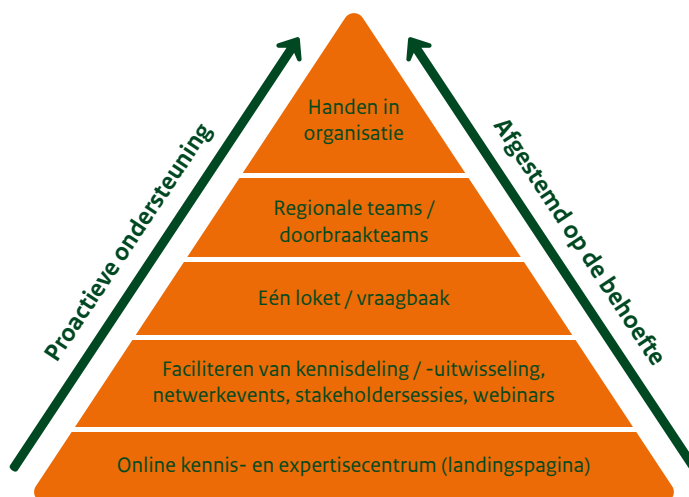 Proactieve ondersteuning
Afgestemd op de behoefte
Handen in
organisatie
Regionale teams /
doorbraakteams
Eén loket / vraagbaak
Faciliteren van kennisdeling / -uitwisseling,
netwerkevents, stakeholdersessies, webinars
Online kennis- en expertisecentrum (landingspagina)